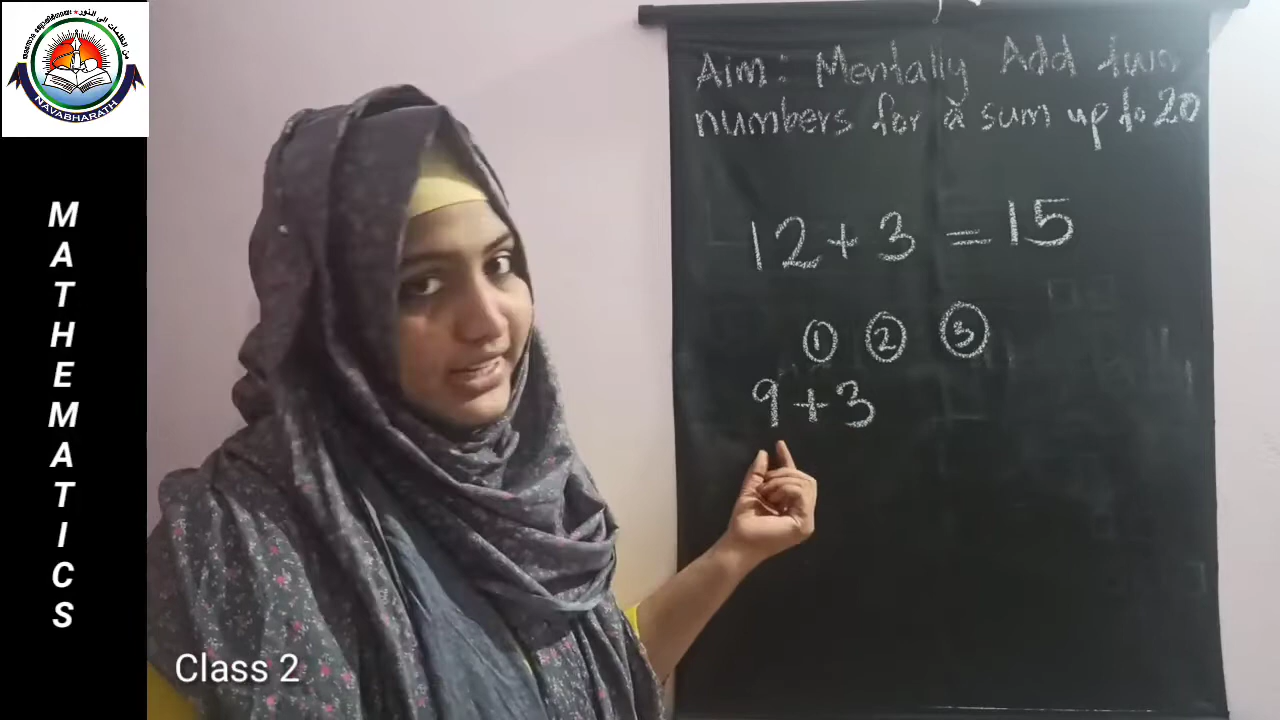 NAVABHARATH
MATHEMATICS
Class 2
Aim: Mentally Add two
numbers for a sum up to 20
12 + 3 = 15
1 2 3
9 + 3